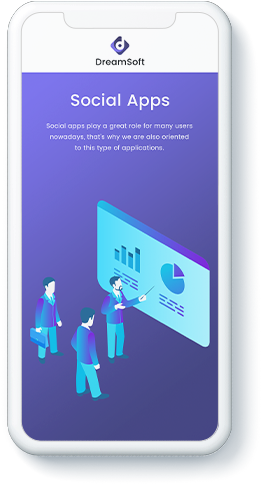 DreamSoft
Social Apps
Social apps play a great role for many users
nowadays, that's why we are also oriented
to this type of applications.